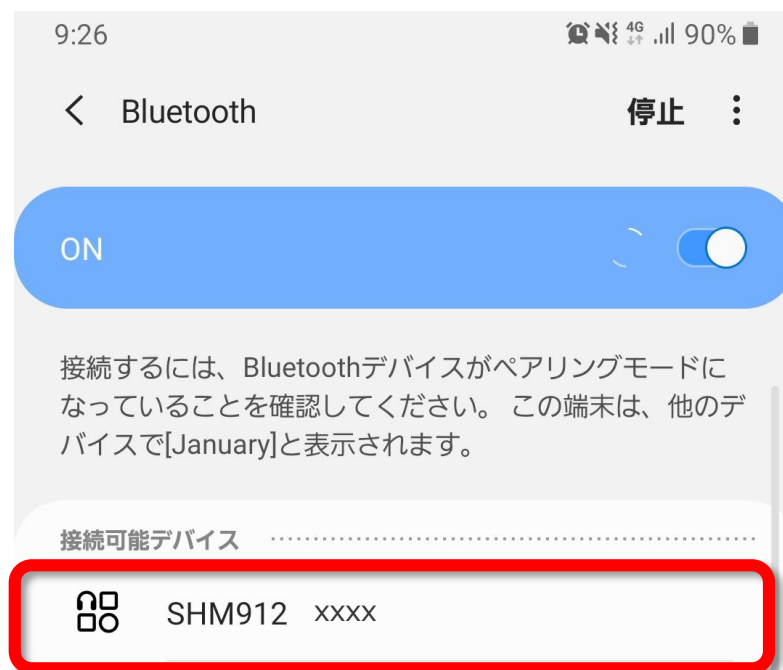 9:26 4G 90%
Bluetooth 停止
ON
接続するには、Bluetoothデバイスがペアリングモードに
なっていることを確認してください。 この端末は、他のデ
バイスで[January]と表示されます。
接続可能デバイス
SHM912 xxxx